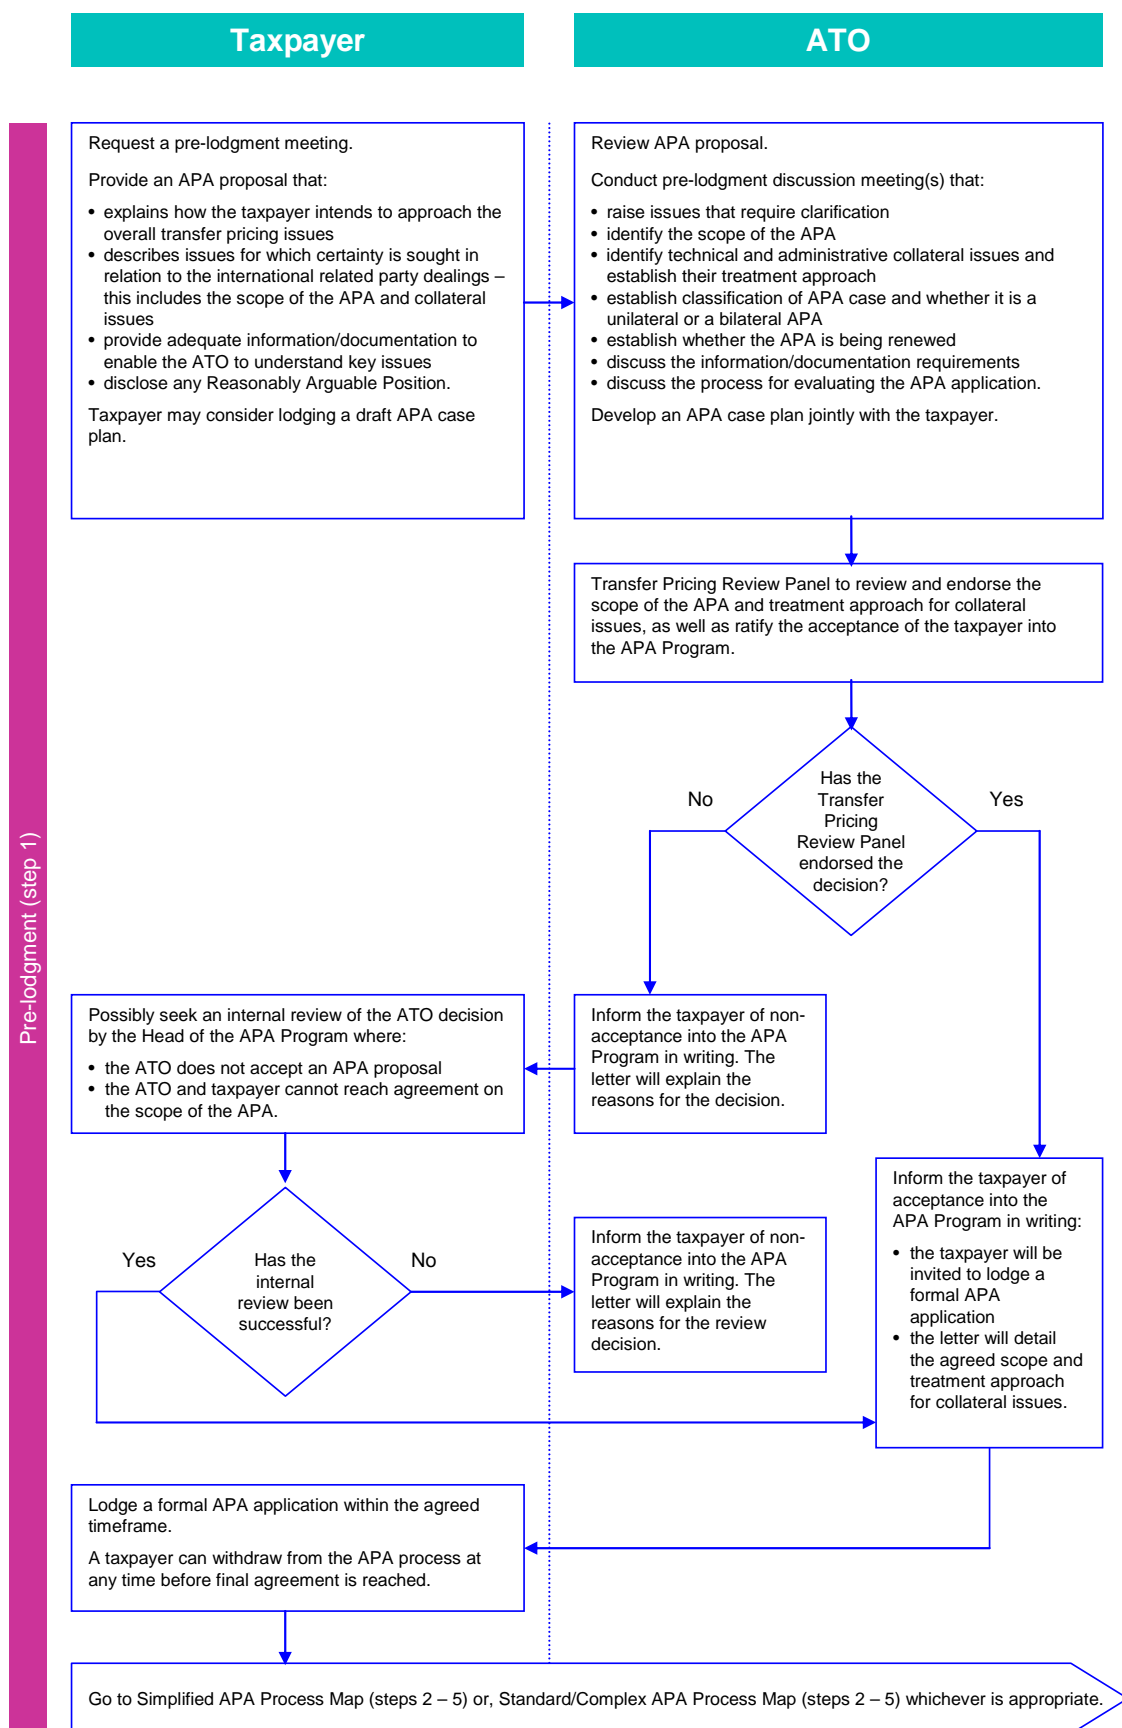 Taxpayer
ATO
Pre-lodgment (step 1)
Request a pre-lodgment meeting.
Provide an APA proposal that:
• explains how the taxpayer intends to approach the
overall transfer pricing issues
• describes issues for which certainty is sought in
relation to the international related party dealings –
this includes the scope of the APA and collateral
issues
• provide adequate information/documentation to
enable the ATO to understand key issues
• disclose any Reasonably Arguable Position.
Taxpayer may consider lodging a draft APA case
plan.
Review APA proposal.
Conduct pre-lodgment discussion meeting(s) that:
• raise issues that require clarification
• identify the scope of the APA
• identify technical and administrative collateral issues and
establish their treatment approach
• establish classification of APA case and whether it is a
unilateral or a bilateral APA
• establish whether the APA is being renewed
• discuss the information/documentation requirements
• discuss the process for evaluating the APA application.
Develop an APA case plan jointly with the taxpayer.
Transfer Pricing Review Panel to review and endorse the
scope of the APA and treatment approach for collateral
issues, as well as ratify the acceptance of the taxpayer into
the APA Program.
Has the
Transfer
Pricing
Review Panel
endorsed the
decision?
No
Yes
Inform the taxpayer of non-
acceptance into the APA
Program in writing. The
letter will explain the
reasons for the decision.
Possibly seek an internal review of the ATO decision
by the Head of the APA Program where:
• the ATO does not accept an APA proposal
• the ATO and taxpayer cannot reach agreement on
the scope of the APA.
Has the
internal
review been
successful?
Yes
No
Inform the taxpayer of non-
acceptance into the APA
Program in writing. The
letter will explain the
reasons for the review
decision.
Inform the taxpayer of
acceptance into the
APA Program in writing:
• the taxpayer will be
invited to lodge a
formal APA
application
• the letter will detail
the agreed scope and
treatment approach
for collateral issues.
Lodge a formal APA application within the agreed
timeframe.
A taxpayer can withdraw from the APA process at
any time before final agreement is reached.
Go to Simplified APA Process Map (steps 2 – 5) or, Standard/Complex APA Process Map (steps 2 – 5) whichever is appropriate.